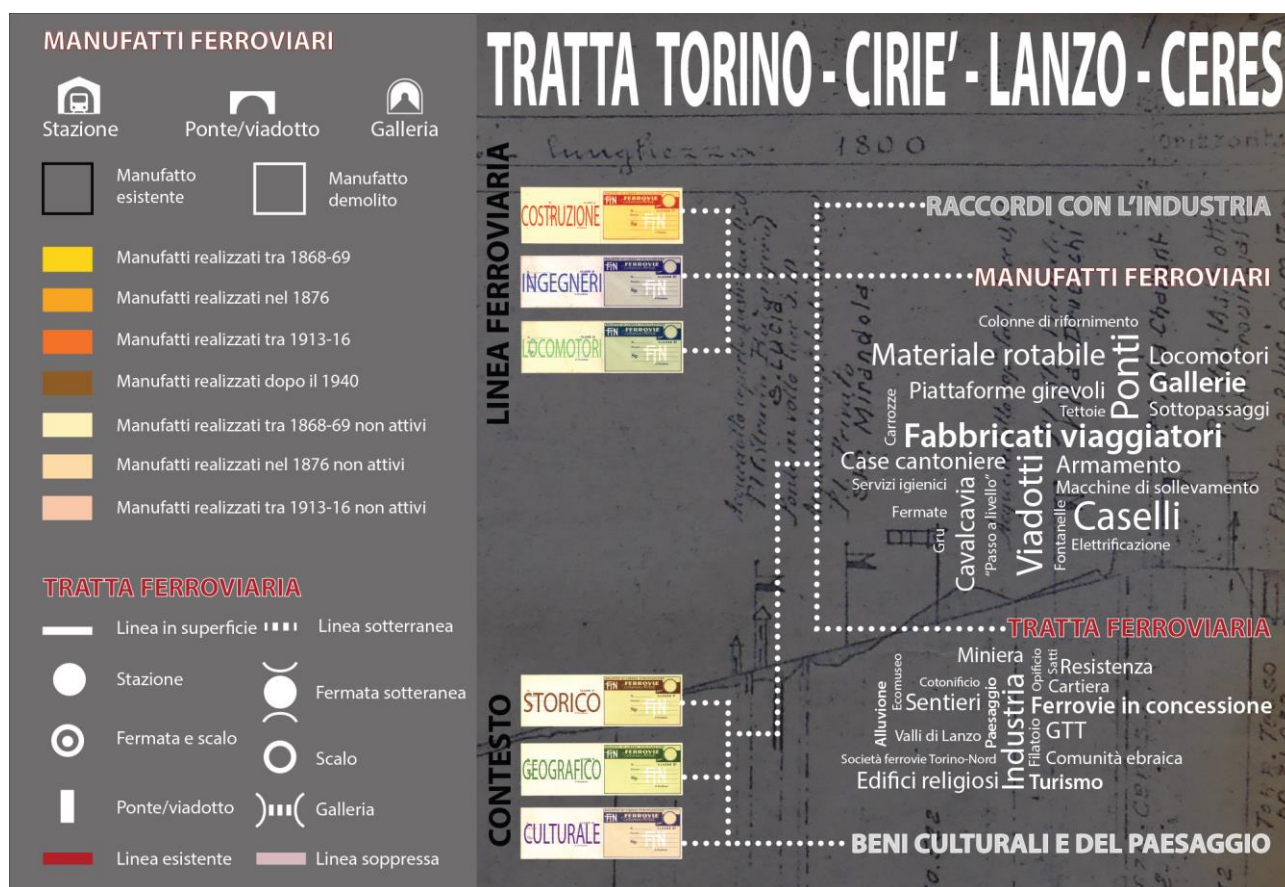 MANUFATTI FERROVIARI
Stazione
Ponte/viadotto
Galleria
Manufatto
esistente
Manufatto
demolito
Manufatti realizzati tra 1868-69
Manufatti realizzati nel 1876
Manufatti realizzati tra 1913-16
Manufatti realizzati dopo il 1940
Manufatti realizzati tra 1868-69 non attivi
Manufatti realizzati nel 1876 non attivi
Manufatti realizzati tra 1913-16 non attivi
TRATTA FERROVIARIA
Linea in superficie
Linea sotterranea
Stazione
Fermata sotteranea
Fermata e scalo
Scalo
Ponte/viadotto
Galleria
Linea esistente
Linea soppressa
TRATTA TORINO - CIRIE' - LANZO - CERES
lunghezza 1800
LINEA FERROVIARIA
COSTRUZIONE
INGEGNERI
LOCOMOTORI
RACCORDI CON L'INDUSTRIA
MANUFATTI FERROVIARI
Colonne di rifornimento
Materiale rotabile
Ponti
Locomotori
Piattaforme girevoli
Gallerie
Carrozze
Tettoie
Sottopassaggi
Fabbricati viaggiatori
Case cantoniere
Viadotti
Armamento
Servizi igienici
Cavalcavia
"Passo a livello"
Macchine di sollevamento
Fermate
Fontanelle
Caselli
Gru
Elettrificazione
TRATTA FERROVIARIA
Miniera
Opificio
Satti
Resistenza
Ecomuseo
Cotonificio
Cartiera
Alluvione
Sentieri
Paesaggio
Industria
Ferrovie in concessione
Valli di Lanzo
Filatoio
GTT
Società ferrovie Torino-Nord
Comunità ebraica
Edifici religiosi
Turismo
CONTESTO
STORICO
GEOGRAFICO
CULTURALE
BENI CULTURALI E DEL PAESAGGIO